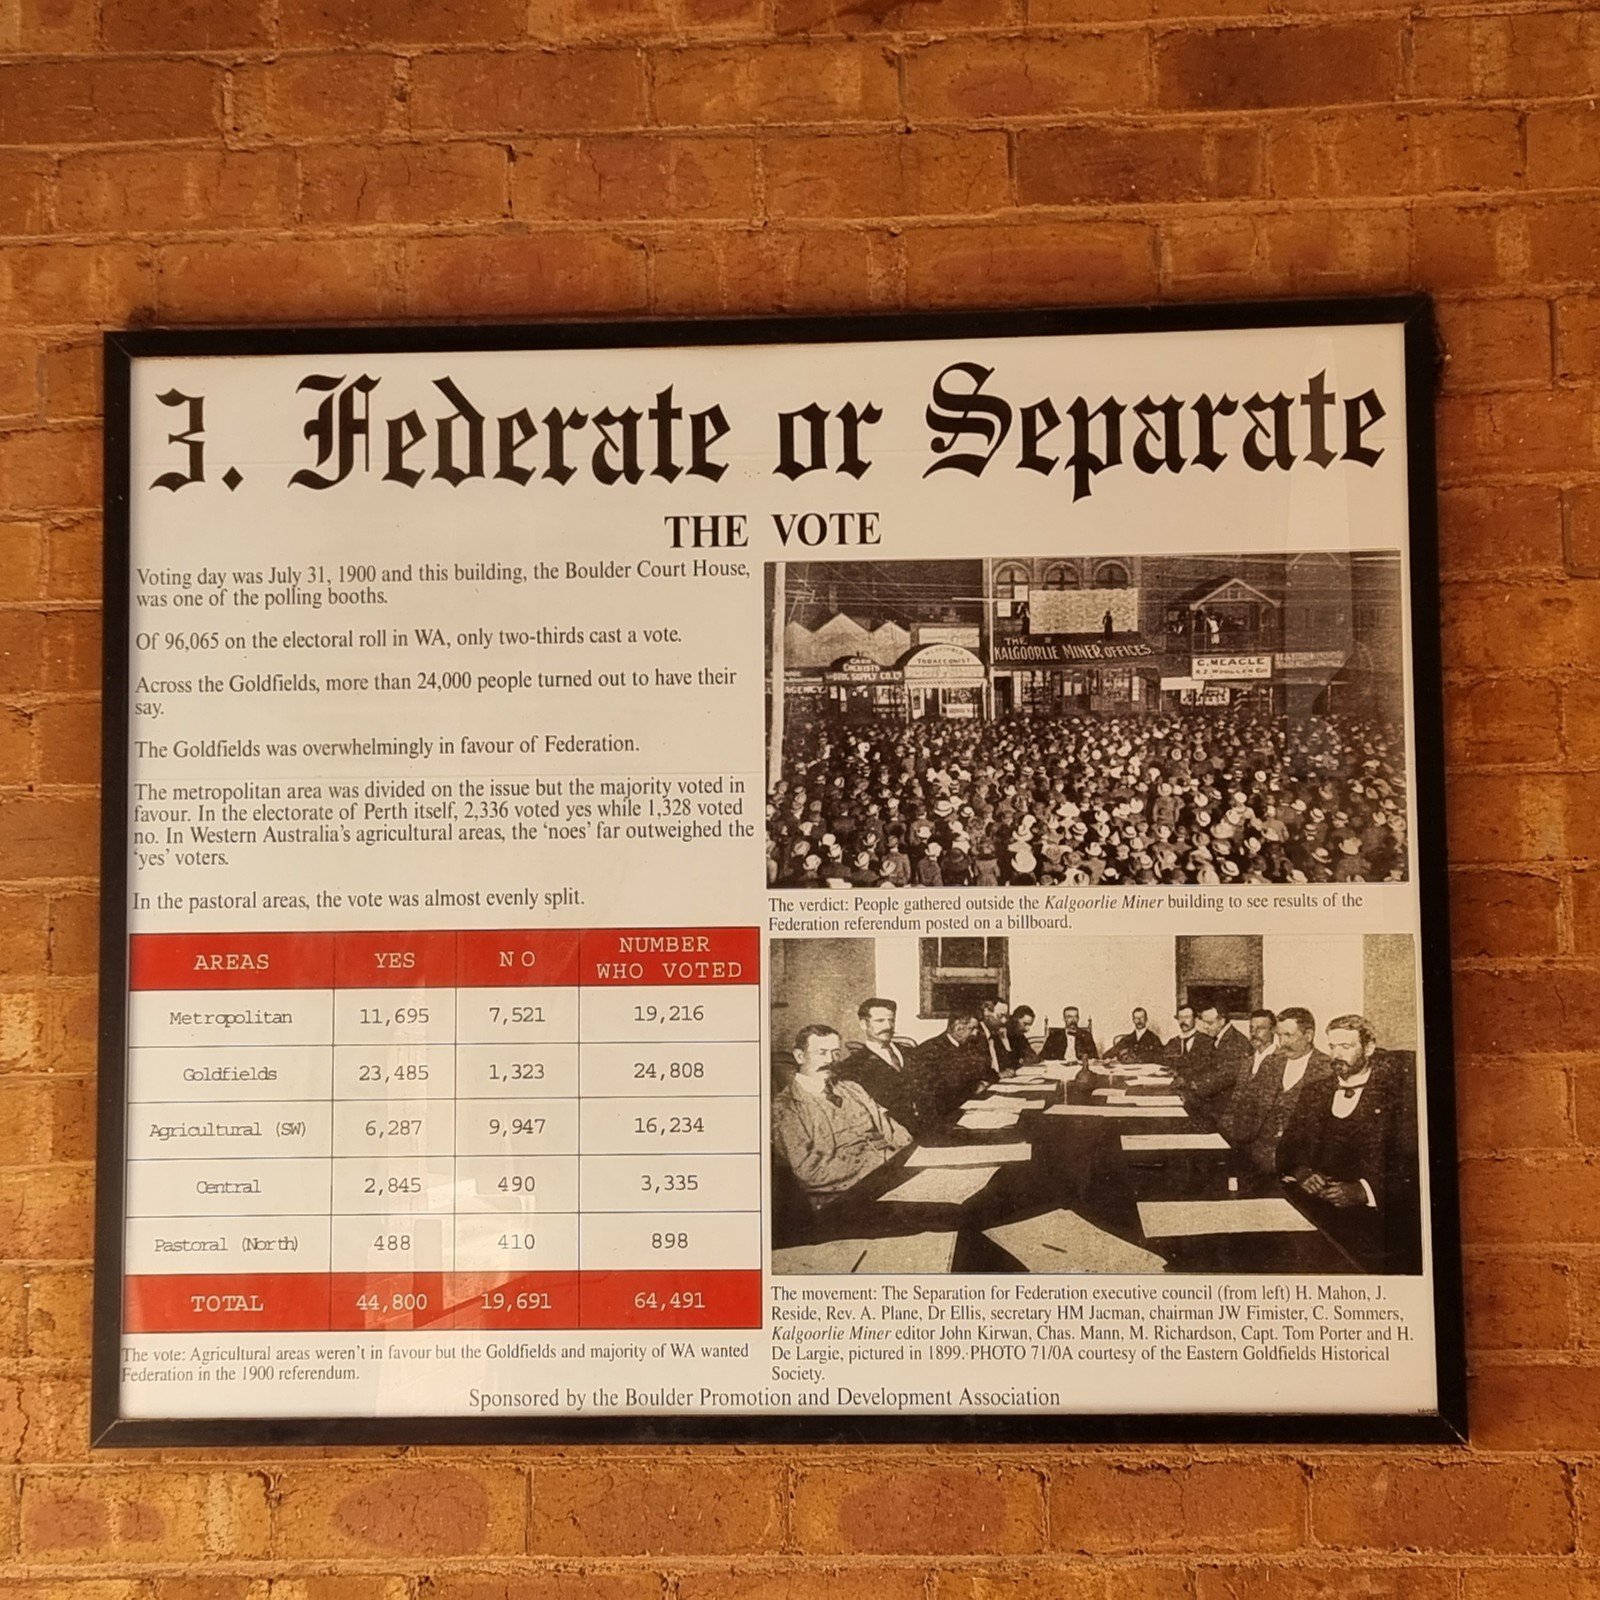 3. Federate or Separate
THE VOTE
Voting day was July 31, 1900 and this building, the Boulder Court House,
was one of the polling booths.
Of 96,065 on the electoral roll in WA, only two-thirds cast a vote.
Across the Goldfields, more than 24,000 people turned out to have their
say.
The Goldfields was overwhelmingly in favour of Federation.
The metropolitan area was divided on the issue but the majority voted in
favour. In the electorate of Perth itself, 2,336 voted yes while 1,328 voted
no. In Western Australia's agricultural areas, the 'noes' far outweighed the
'yes' voters.
In the pastoral areas, the vote was almost evenly split.
AREAS YES NO NUMBER
WHO VOTED
Metropolitan 11,695 7,521 19,216
Goldfields 23,485 1,323 24,808
Agricultural (SW) 6,287 9,947 16,234
Central 2,845 490 3,335
Pastoral (North) 488 410 898
TOTAL 44,800 19,691 64,491
The vote: Agricultural areas weren't in favour but the Goldfields and majority of WA wanted
Federation in the 1900 referendum.
TOBACCONIST
THE
KALGOORLIE MINER OFFICES.
C. MEACLE
The verdict: People gathered outside the Kalgoorlie Miner building to see results of the
Federation referendum posted on a billboard.
The movement: The Separation for Federation executive council (from left) H. Mahon, J.
Reside, Rev. A. Plane, Dr Ellis, secretary HM Jacman, chairman JW Fimister, C. Sommers,
Kalgoorlie Miner editor John Kirwan, Chas. Mann, M. Richardson, Capt. Tom Porter and H.
De Largie, pictured in 1899. PHOTO 71/0A courtesy of the Eastern Goldfields Historical
Society.
Sponsored by the Boulder Promotion and Development Association